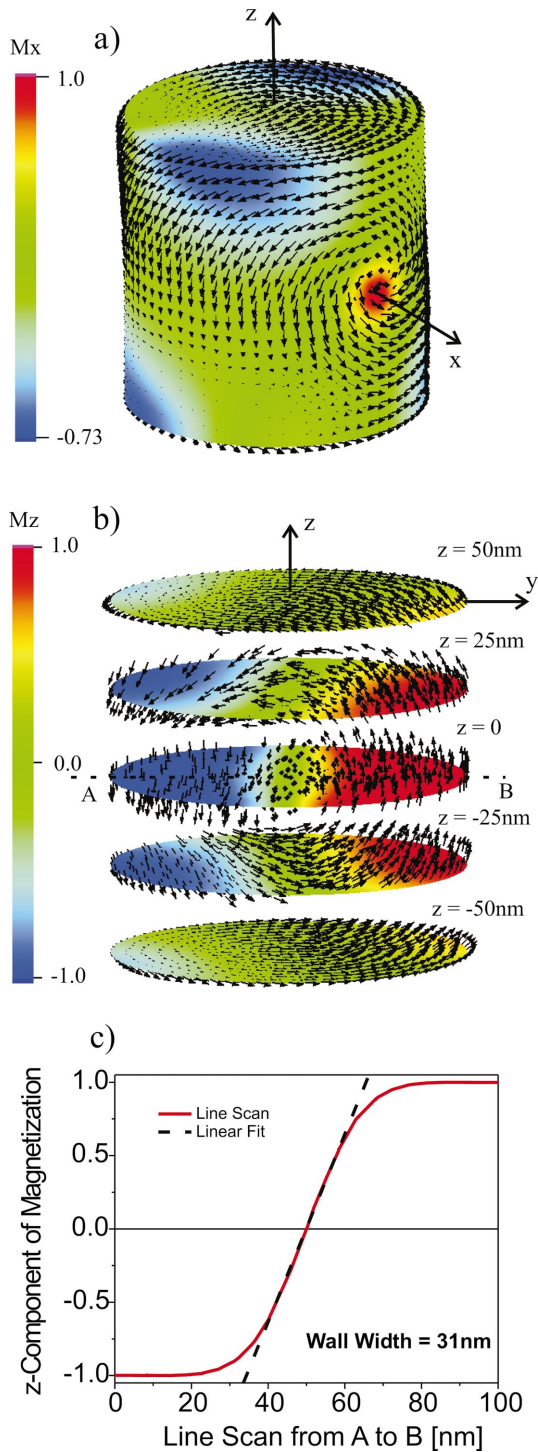 a)
z
Mx
1.0
-0.73
x
b)
Mz
1.0
0.0
-1.0
z
z = 50nm
y
z = 25nm
z = 0
A
B
z = -25nm
z = -50nm
c)
z-Component of Magnetization
1.0
0.5
0.0
-0.5
-1.0
Line Scan
Linear Fit
Wall Width = 31nm
0 20 40 60 80 100
Line Scan from A to B [nm]